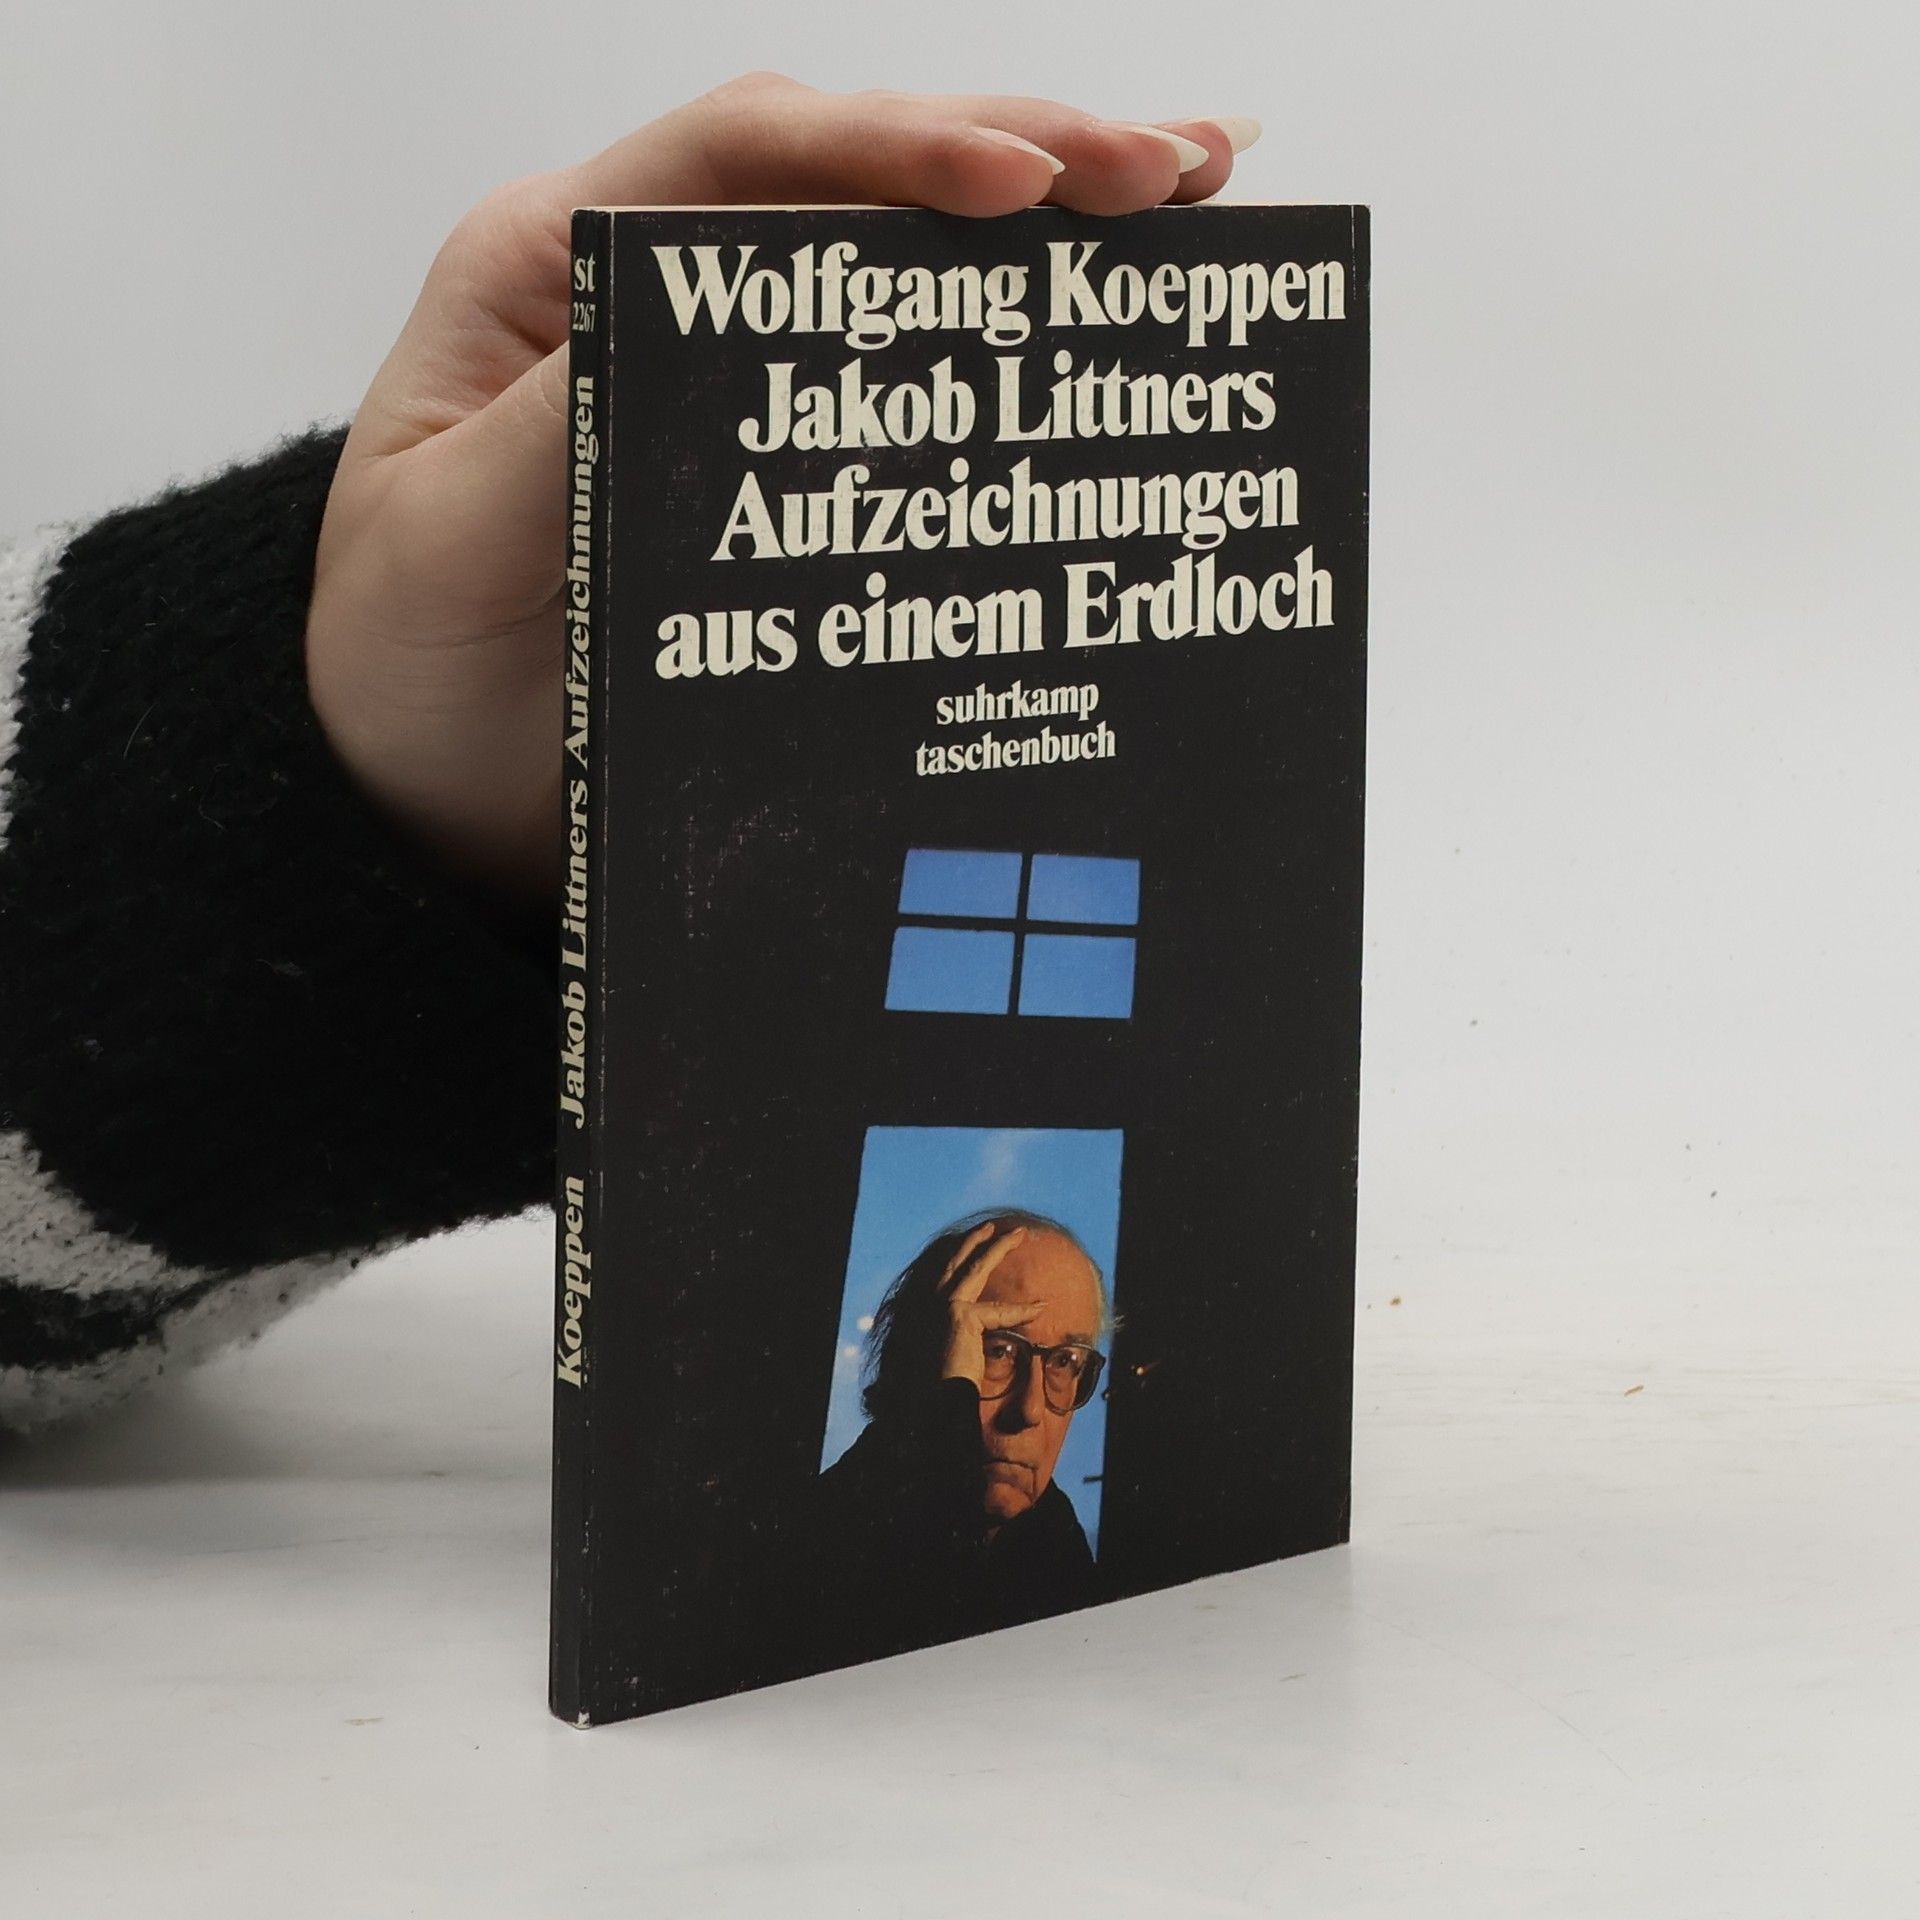 Wolfgang Koeppen
Jakob Littners
Aufzeichnungen
aus einem Erdloch
suhrkamp
taschenbuch
st
2267
Koeppen Jakob Littners Aufzeichnungen